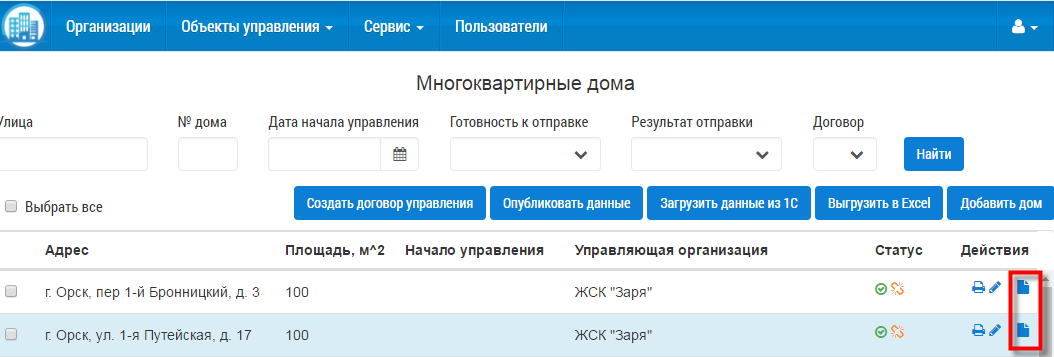 Организации Объекты управления Сервис Пользователи
Многоквартирные дома
Улица № дома Дата начала управления Готовность к отправке Результат отправки Договор
Найти
Выбрать все Создать договор управления Опубликовать данные Загрузить данные из 1С Выгрузить в Excel Добавить дом
Адрес Площадь, м^2 Начало управления Управляющая организация Статус Действия
г. Орск, пер 1-й Бронницкий, д. 3 100 ЖСК "Заря"
г. Орск, ул. 1-я Путейская, д. 17 100 ЖСК "Заря"